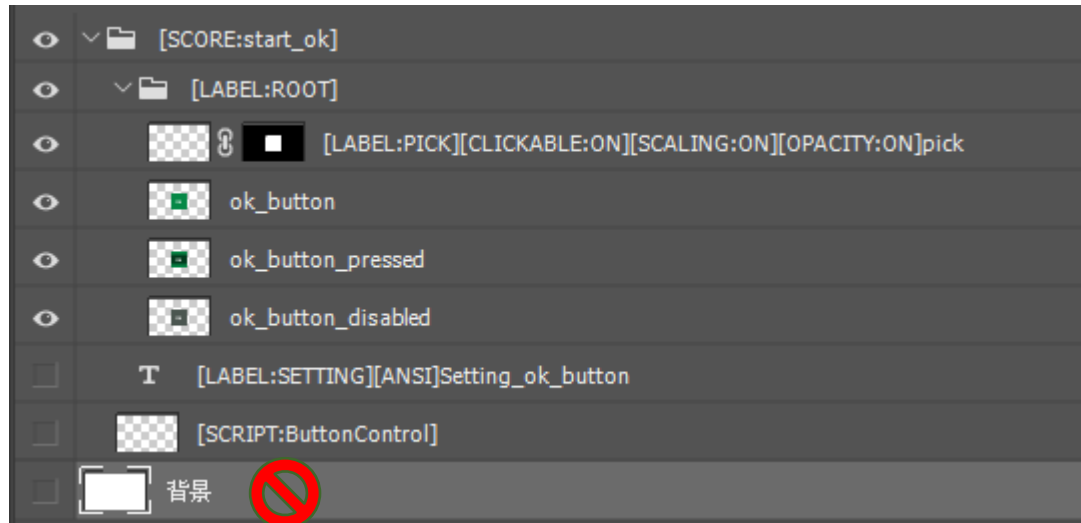 [SCORE:start_ok]
[LABEL:ROOT]
[LABEL:PICK][CLICKABLE:ON][SCALING:ON][OPACITY:ON]pick
ok_button
ok_button_pressed
ok_button_disabled
T [LABEL:SETTING][ANSI]Setting_ok_button
[SCRIPT:ButtonControl]
背景